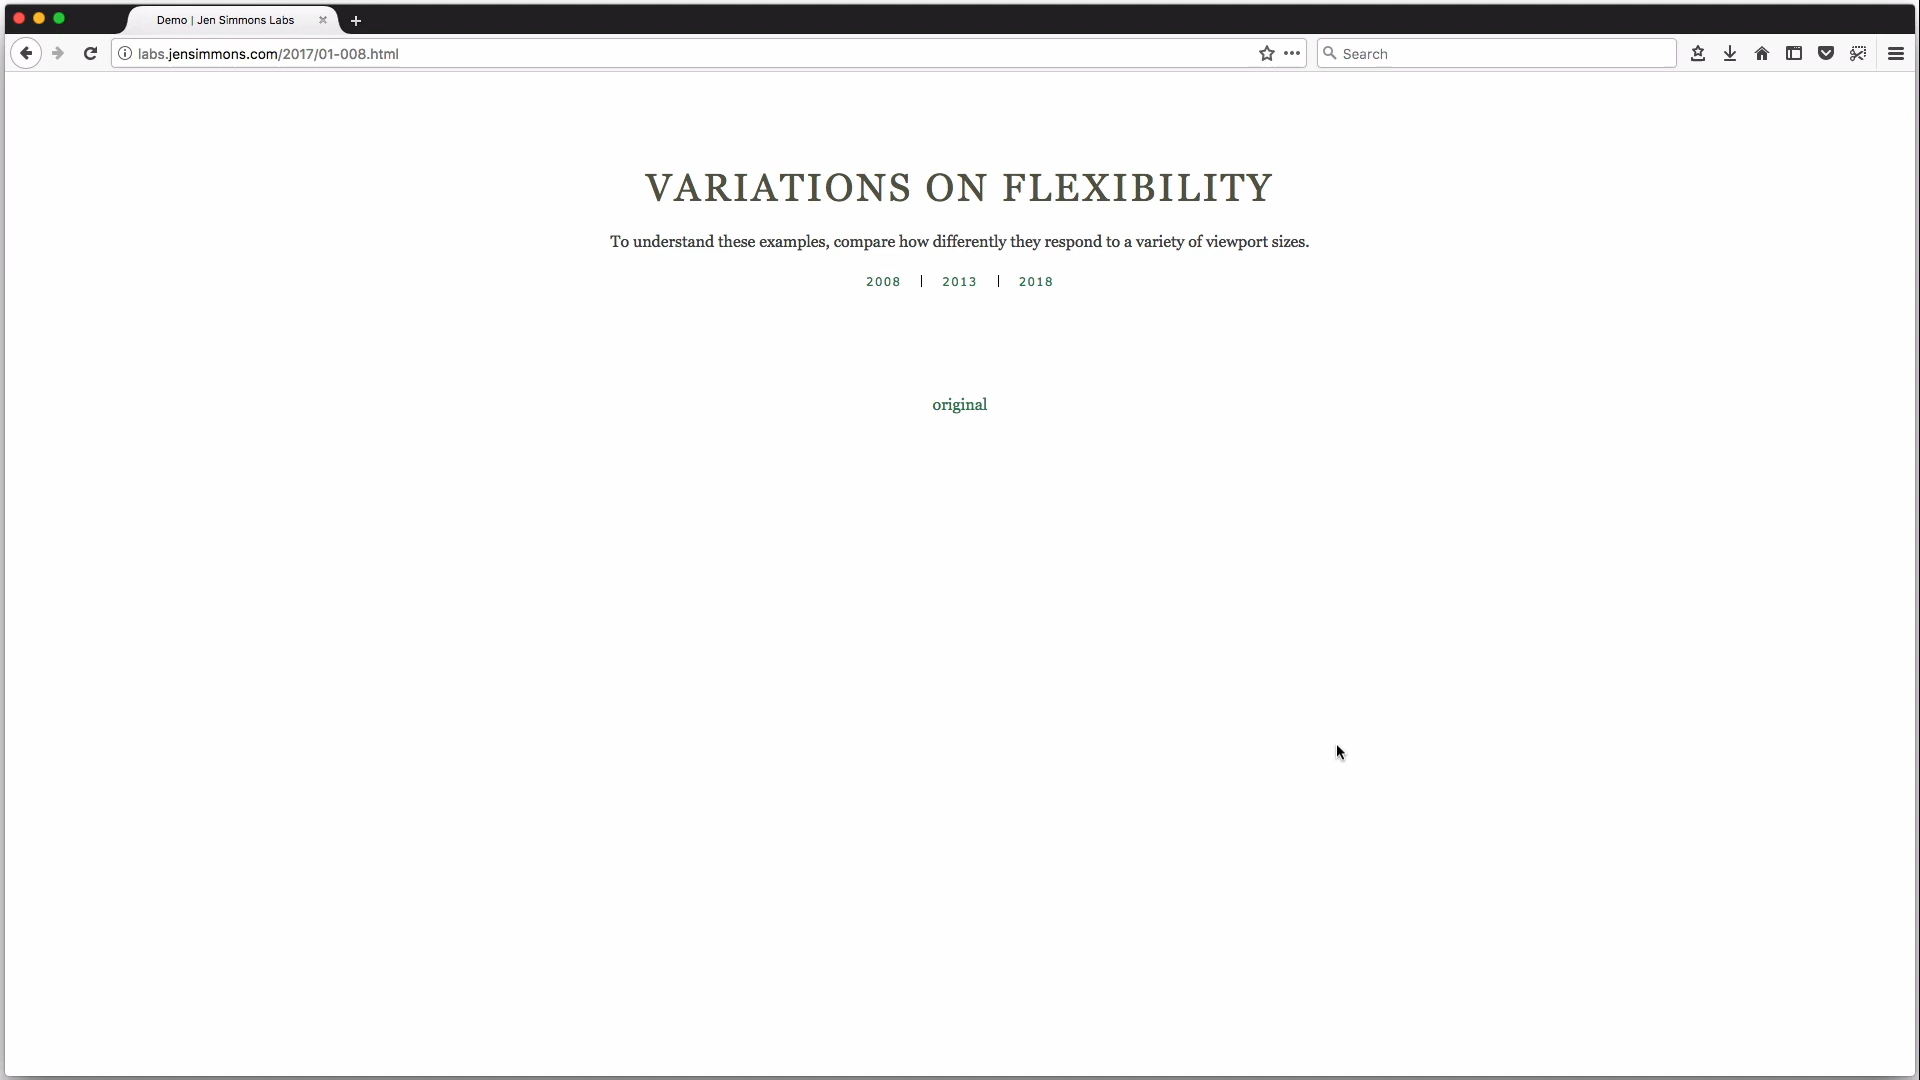 Demo | Jen Simmons Labs
labs.jensimmons.com/2017/01-008.html
Search
VARIATIONS ON FLEXIBILITY
To understand these examples, compare how differently they respond to a variety of viewport sizes.
2008 | 2013 | 2018
original